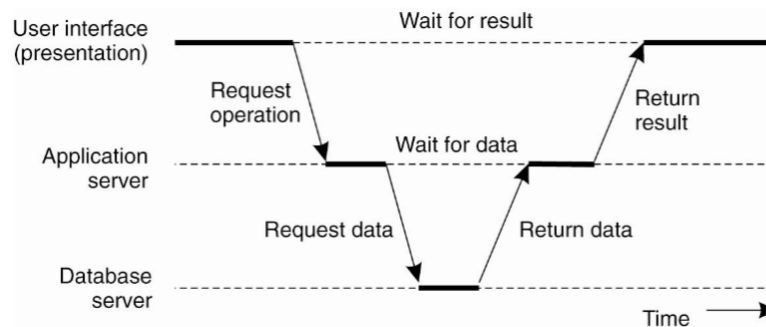 Wait for result
User interface
(presentation)
Request
operation
Return
result
Wait for data
Application
server
Request data
Return data
Database
server
Time